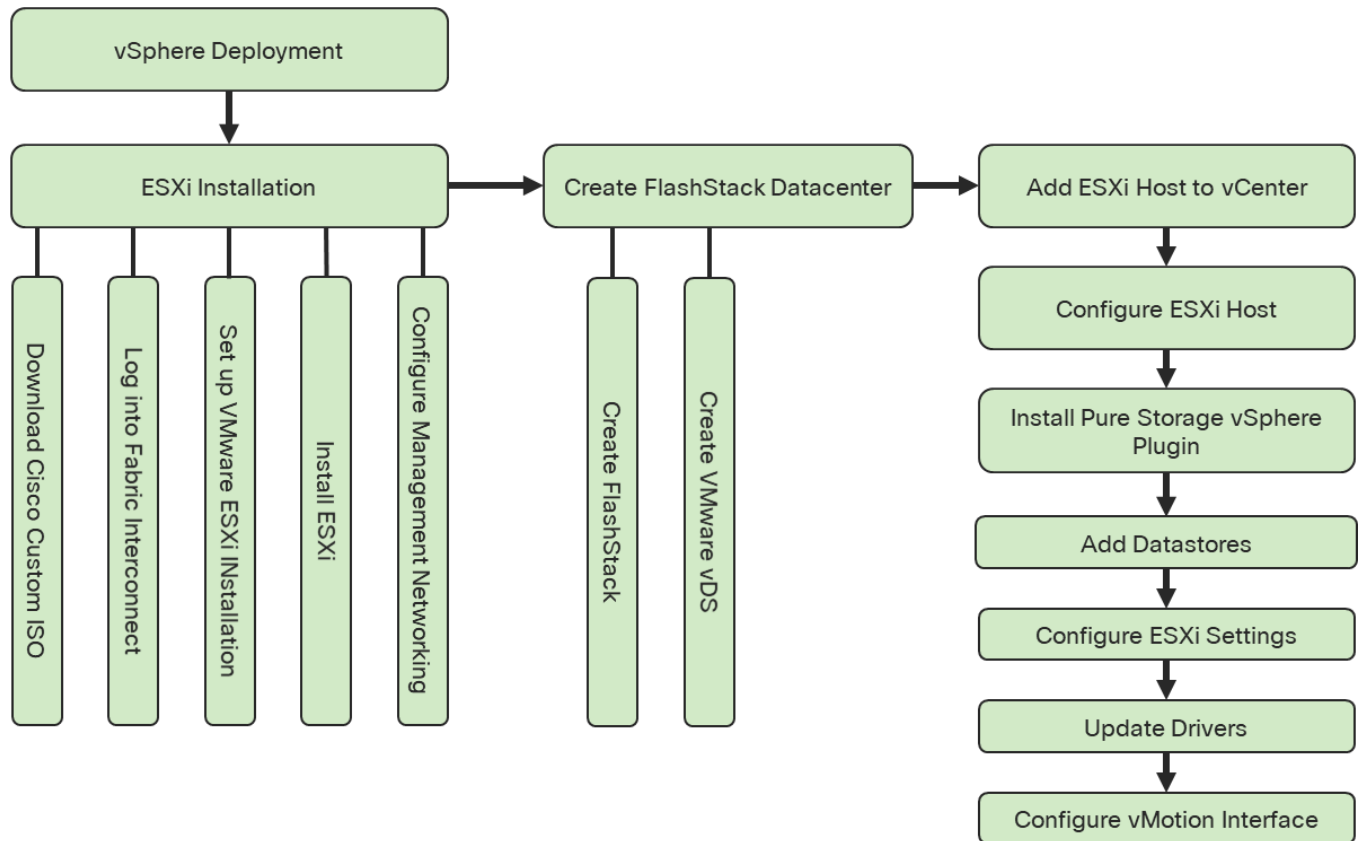 vSphere Deployment
ESXi Installation
Create FlashStack Datacenter
Add ESXi Host to vCenter
Download Cisco Custom ISO
Log into Fabric Interconnect
Set up VMware ESXi INstallation
Install ESXi
Configure Management Networking
Create FlashStack
Create VMware vDS
Configure ESXi Host
Install Pure Storage vSphere
Plugin
Add Datastores
Configure ESXi Settings
Update Drivers
Configure vMotion Interface